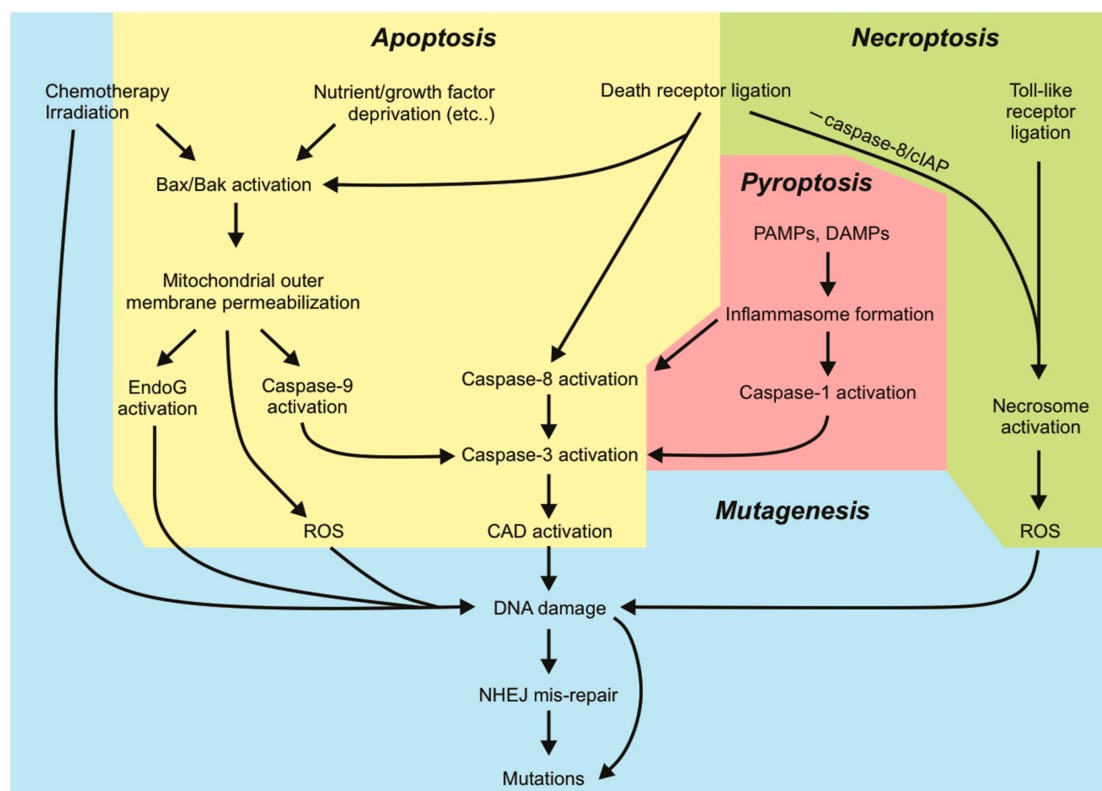 Apoptosis
Necroptosis
Chemotherapy
Irradiation
Nutrient/growth factor
deprivation (etc..)
Death receptor ligation
Toll-like
receptor
ligation
—caspase-8/cIAP
Bax/Bak activation
Pyroptosis
PAMPs, DAMPs
Mitochondrial outer
membrane permeabilization
Inflammasome formation
EndoG
activation
Caspase-9
activation
Caspase-8 activation
Caspase-1 activation
Necrosome
activation
Caspase-3 activation
Mutagenesis
ROS
CAD activation
ROS
DNA damage
NHEJ mis-repair
Mutations